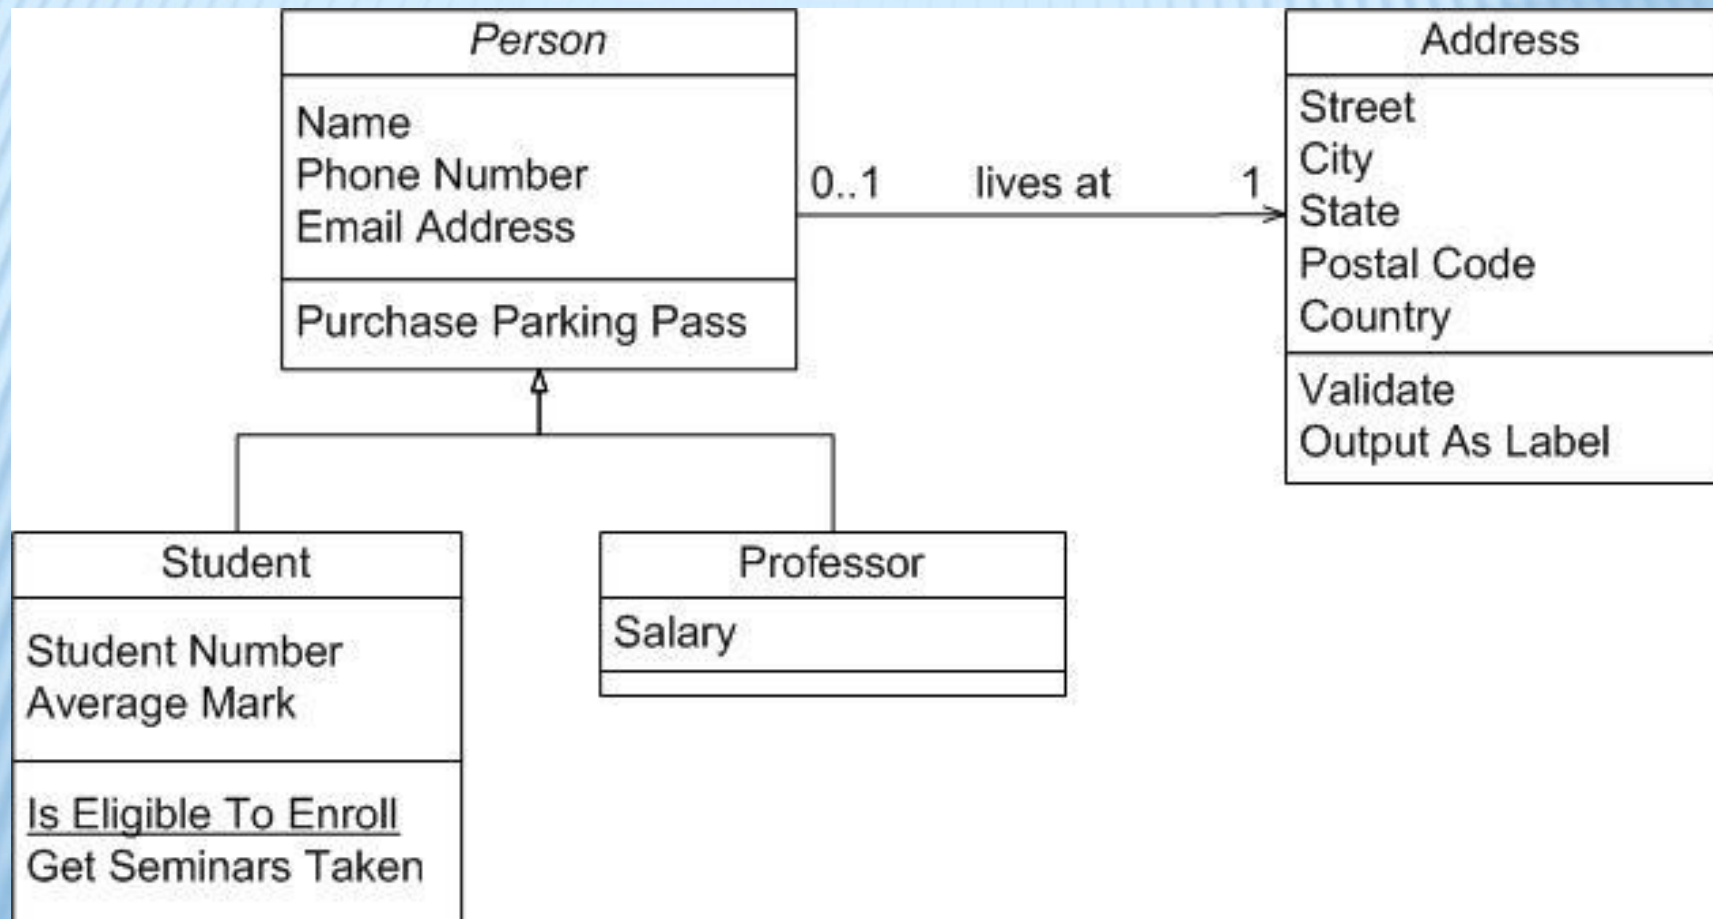 Person
Name
Phone Number
Email Address
Purchase Parking Pass
0..1 lives at 1
Address
Street
City
State
Postal Code
Country
Validate
Output As Label
Student
Student Number
Average Mark
Is Eligible To Enroll
Get Seminars Taken
Professor
Salary